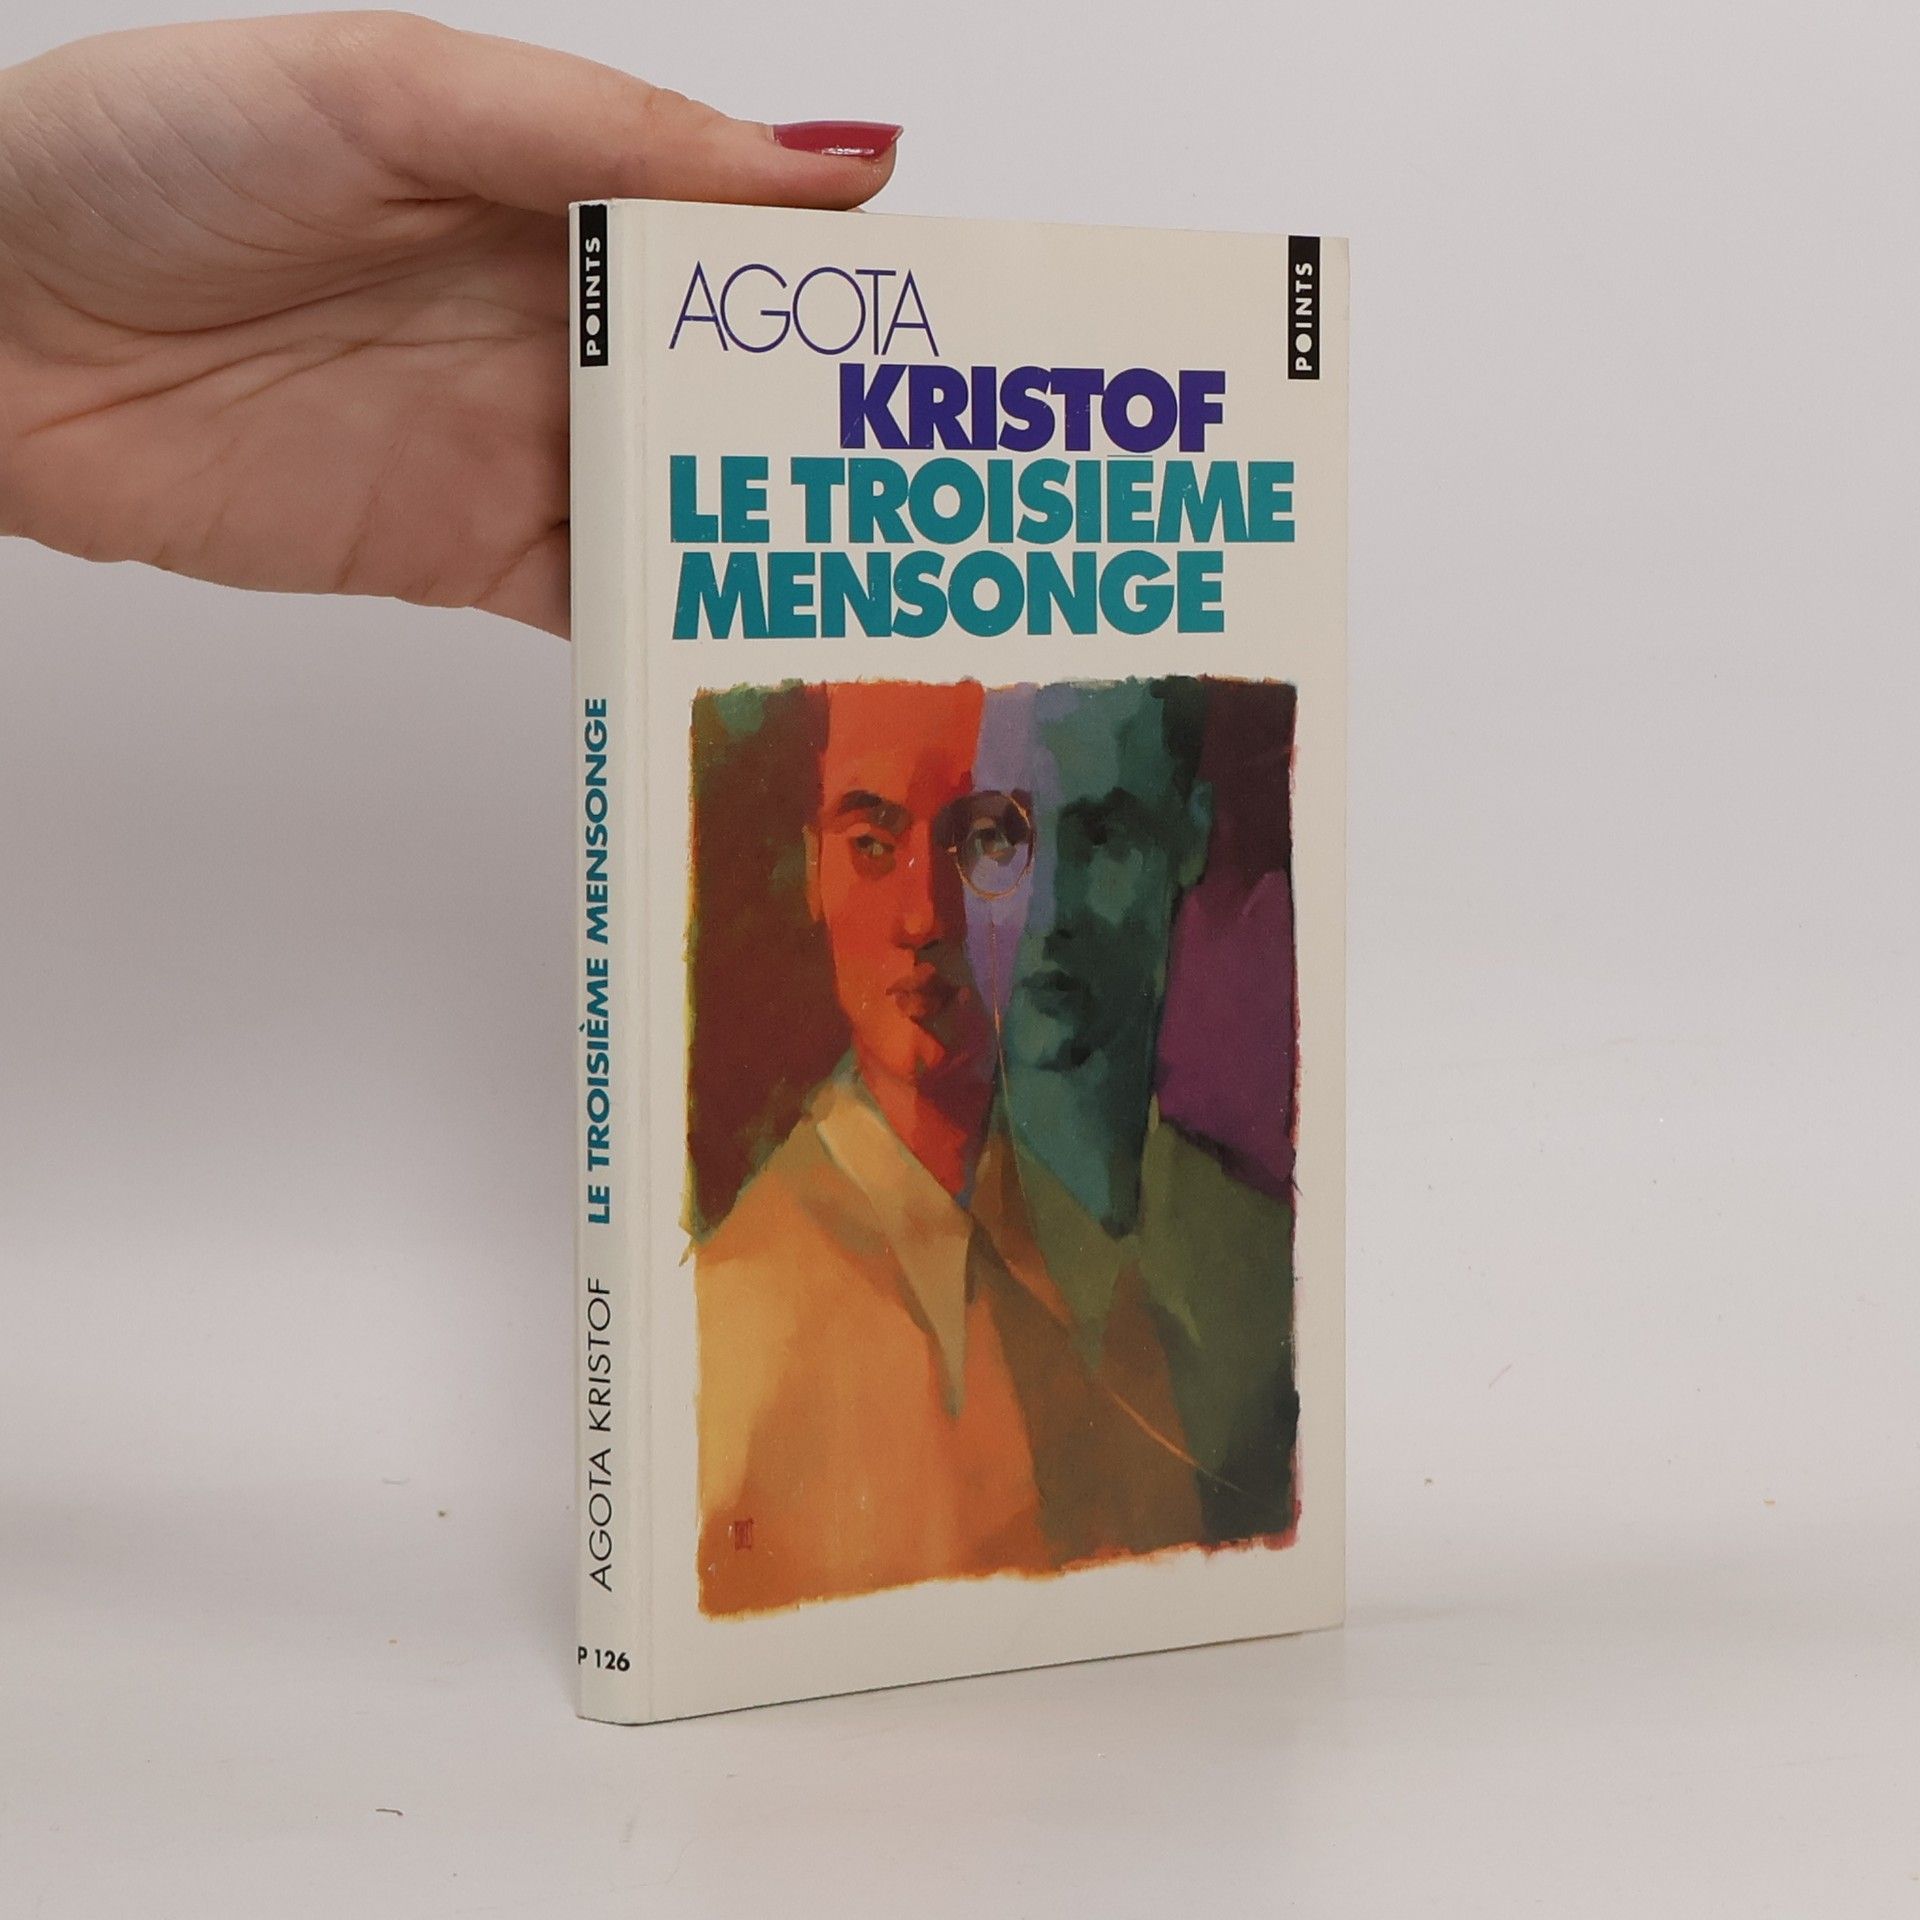 POINTS
AGOTA KRISTOF LE TROISIÈME MENSONGE
P 126
POINTS
AGOTA
KRISTOF
LE TROISIÈME
MENSONGE